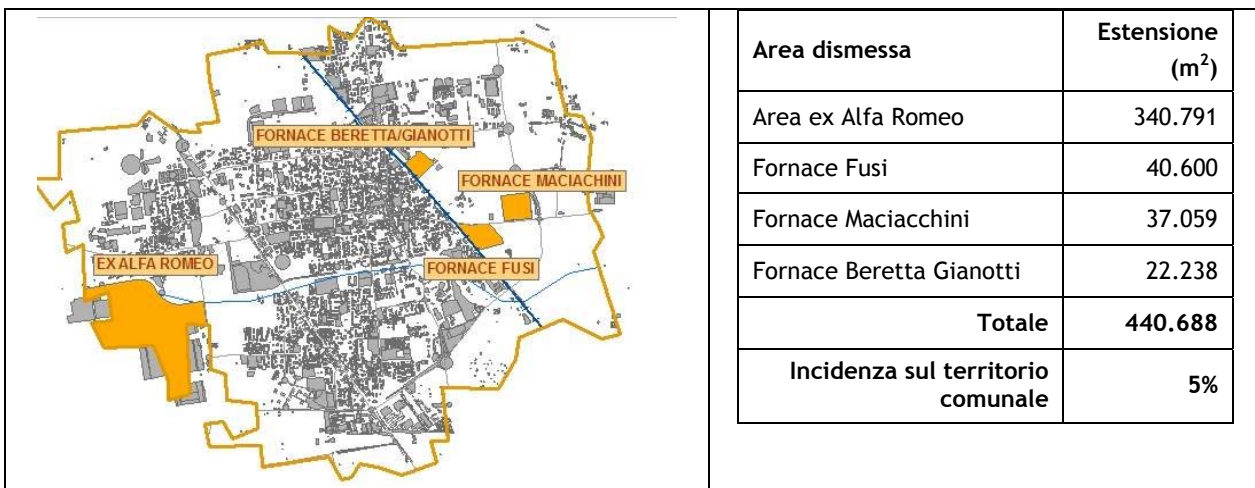 FORNACE BERETTA/GIANOTTI
FORNACE MACIACHINI
EX ALFA ROMEO
FORNACE FUSI
Area dismessa
Estensione
(m²)
Area ex Alfa Romeo 340.791
Fornace Fusi 40.600
Fornace Maciacchini 37.059
Fornace Beretta Gianotti 22.238
Totale 440.688
Incidenza sul territorio
comunale 5%